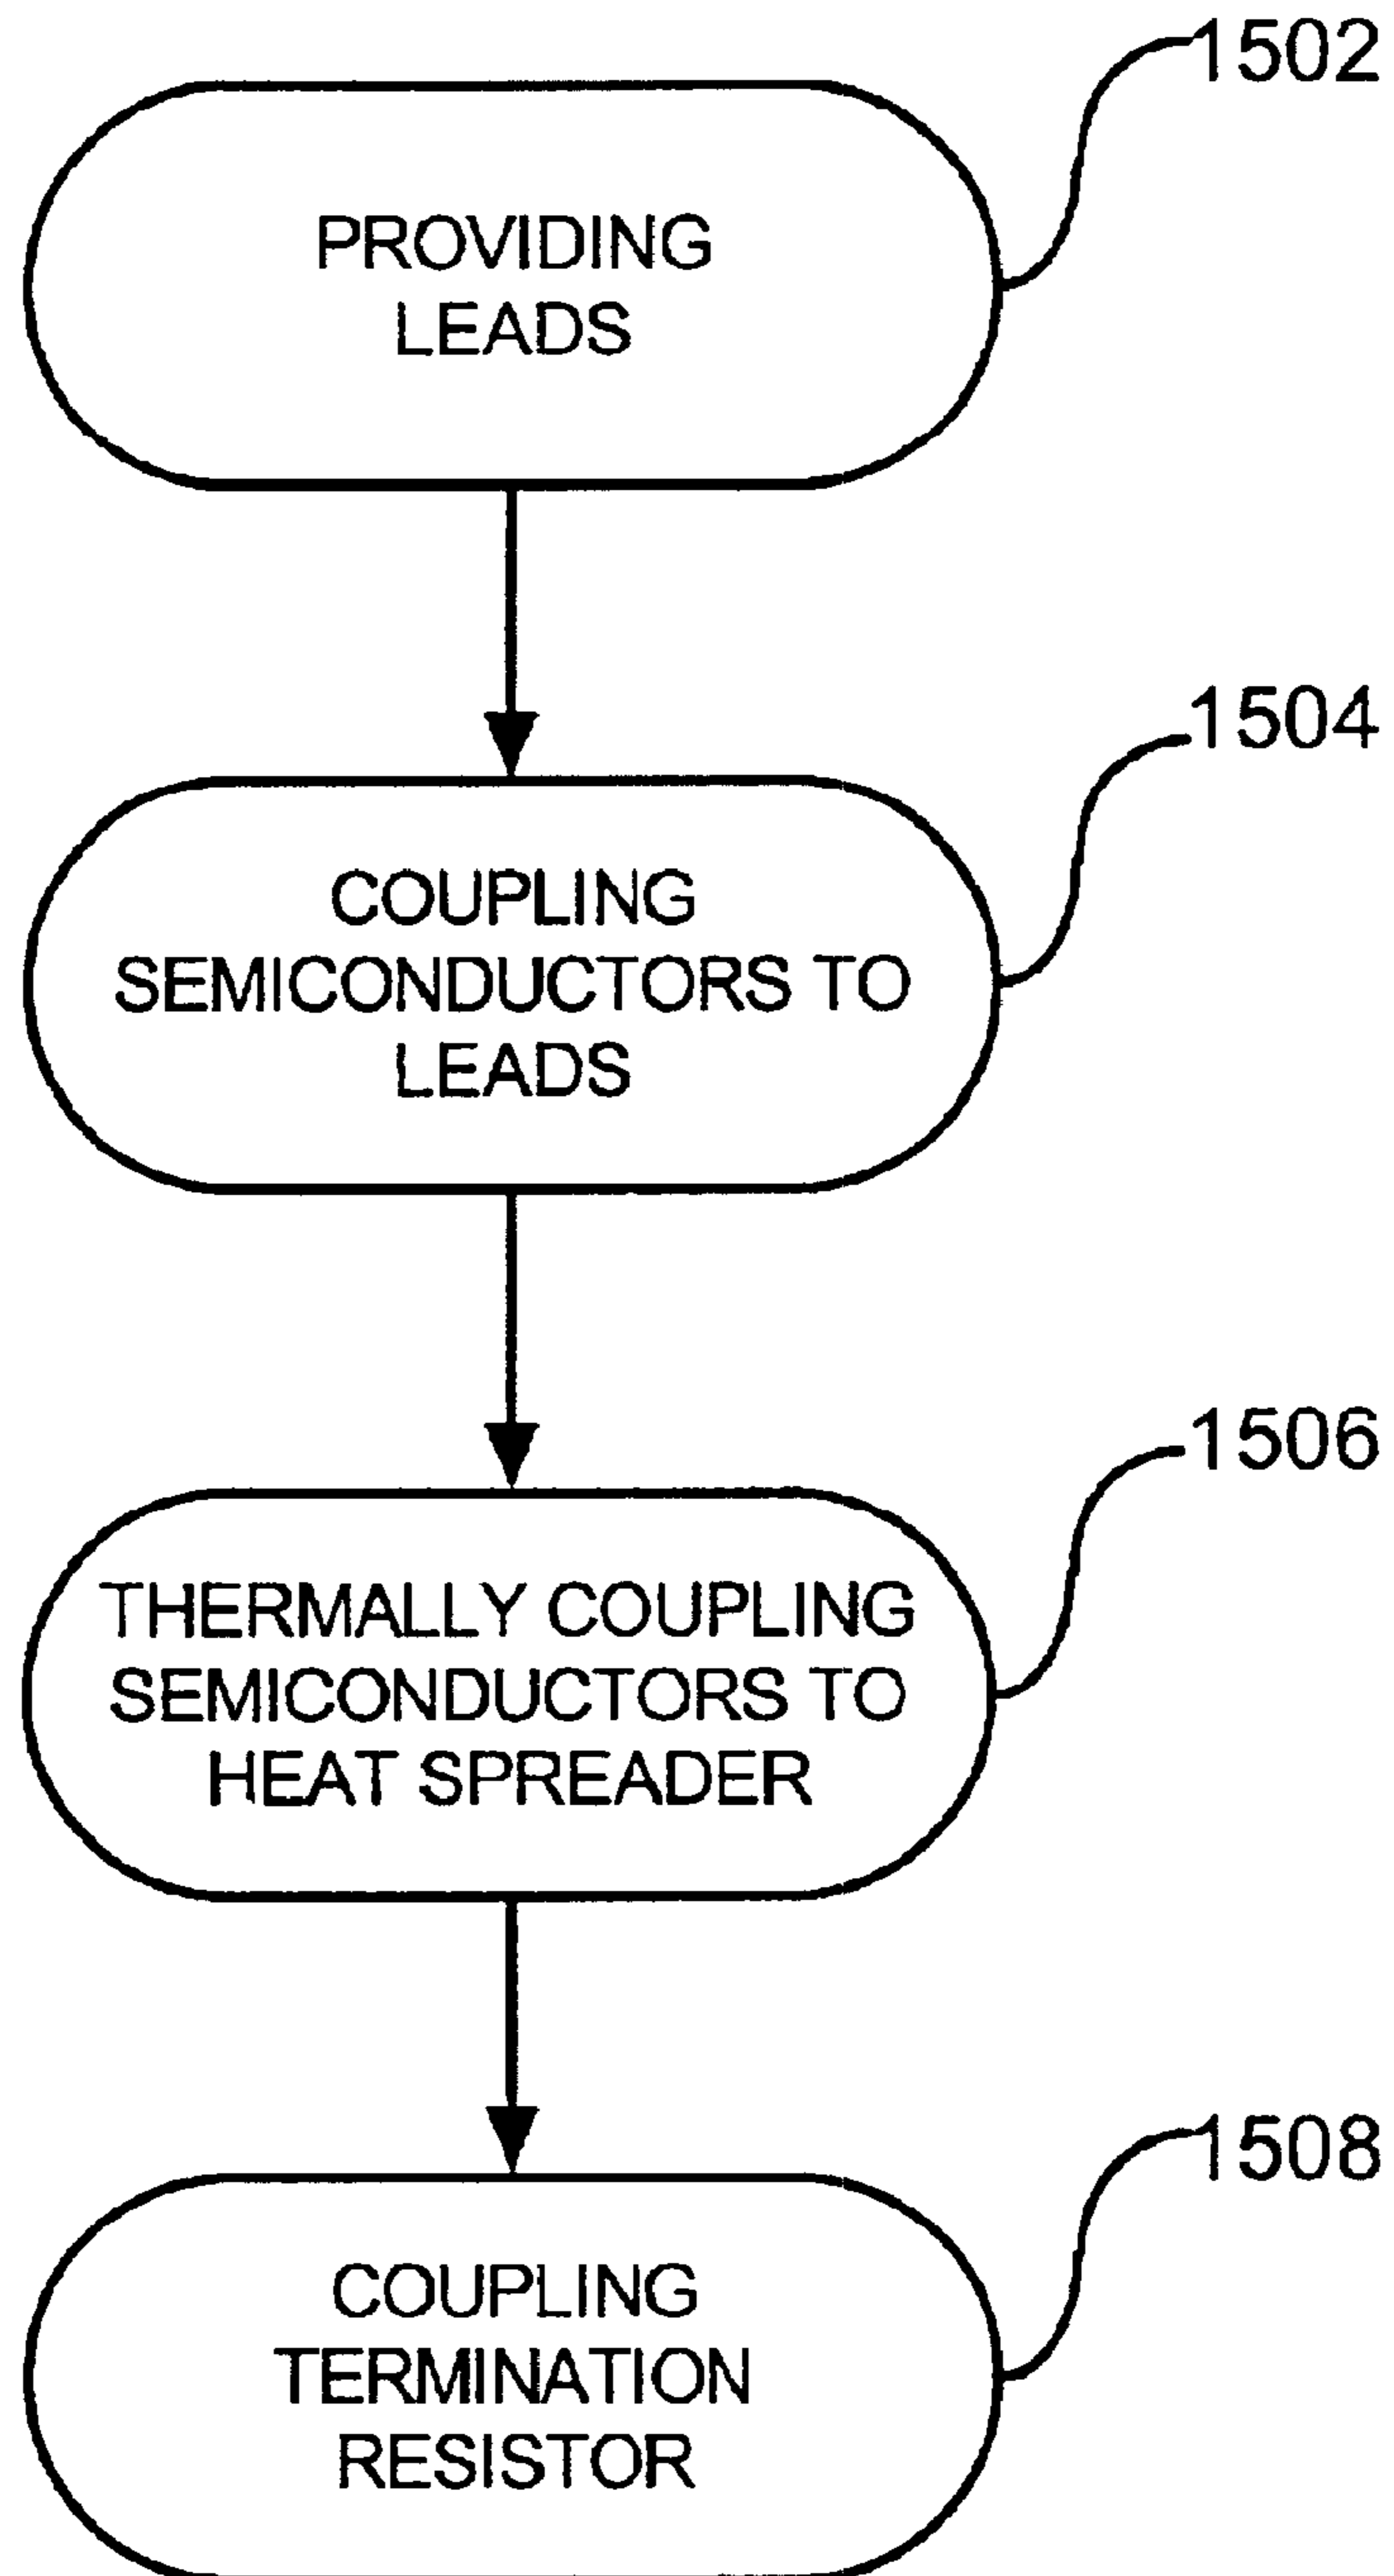 1502
PROVIDING
LEADS
1504
COUPLING
SEMICONDUCTORS TO
LEADS
1506
THERMALLY COUPLING
SEMICONDUCTORS TO
HEAT SPREADER
1508
COUPLING
TERMINATION
RESISTOR